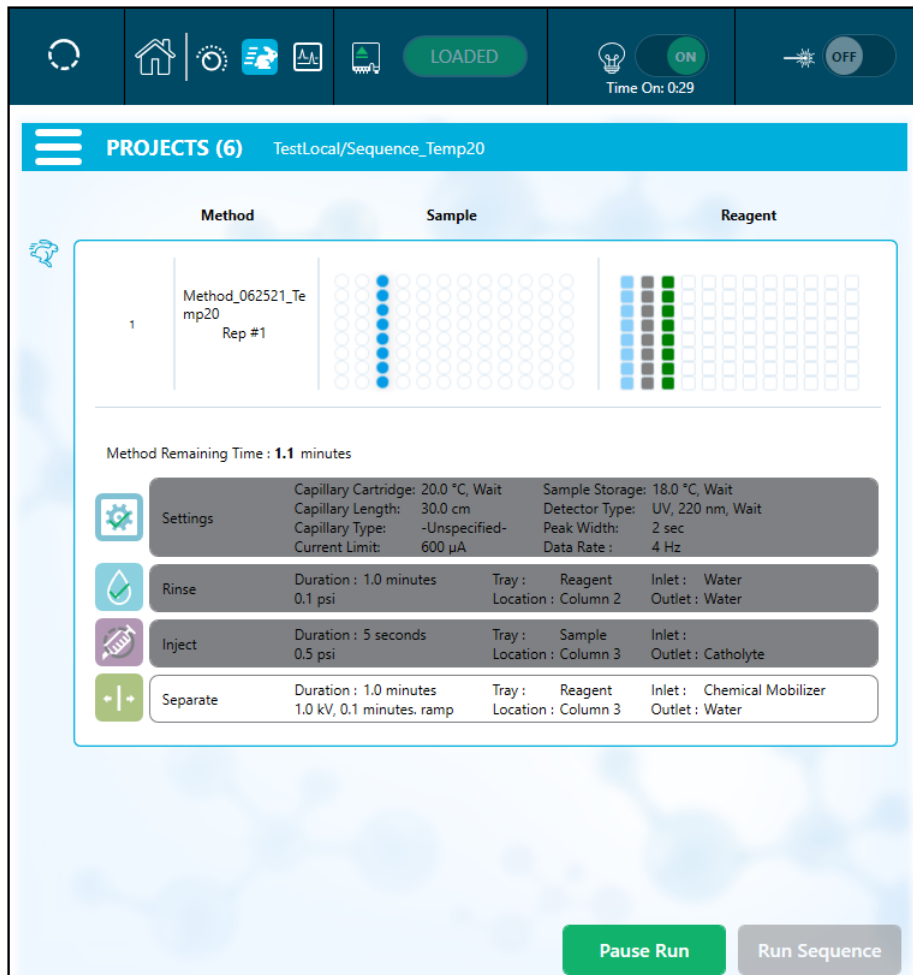 LOADED
ON
OFF
Time On: 0:29
PROJECTS (6) TestLocal/Sequence_Temp20
Method Sample Reagent
1
Method_062521_Te
mp20
Rep #1
Method Remaining Time : 1.1 minutes
Settings
Capillary Cartridge: 20.0 °C, Wait Sample Storage: 18.0 °C, Wait
Capillary Length: 30.0 cm Detector Type: UV, 220 nm, Wait
Capillary Type: -Unspecified- Peak Width: 2 sec
Current Limit: 600 µA Data Rate : 4 Hz
Rinse
Duration : 1.0 minutes Tray : Reagent Inlet : Water
0.1 psi Location : Column 2 Outlet : Water
Inject
Duration : 5 seconds Tray : Sample Inlet :
0.5 psi Location : Column 3 Outlet : Catholyte
Separate
Duration : 1.0 minutes Tray : Reagent Inlet : Chemical Mobilizer
1.0 kV, 0.1 minutes. ramp Location : Column 3 Outlet : Water
Pause Run Run Sequence